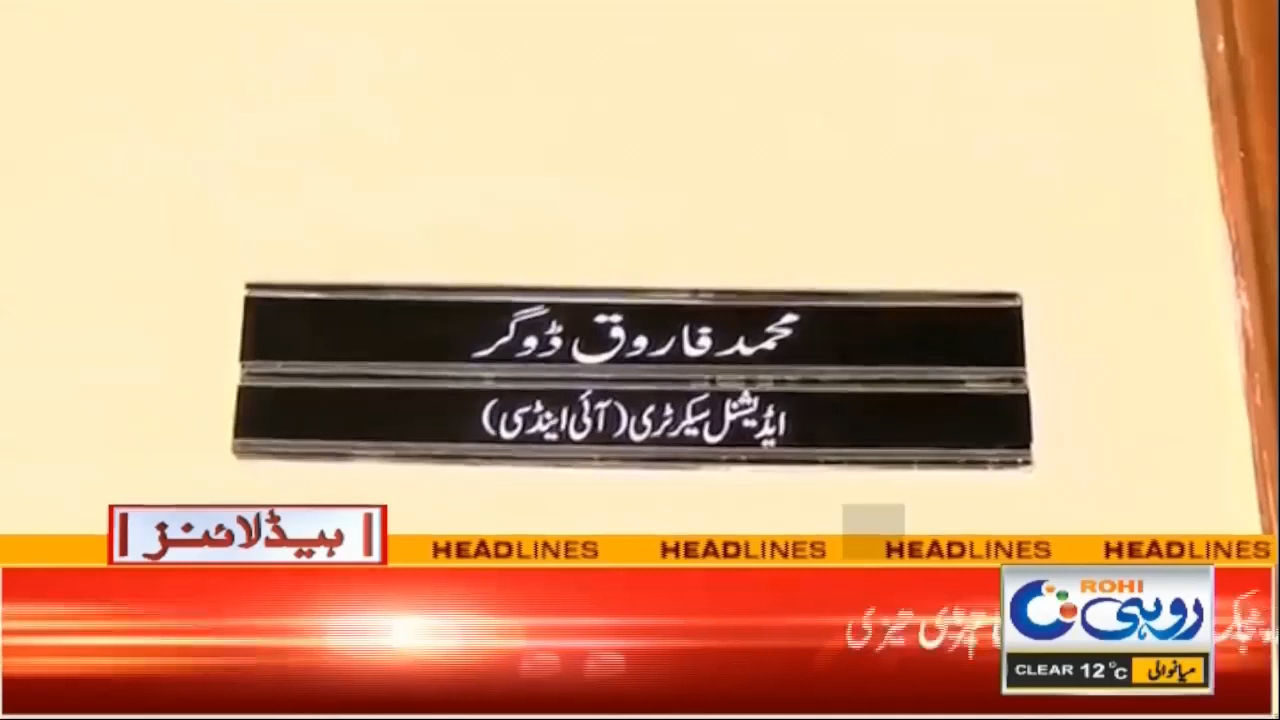 محمد فاروق ڈوگر
ایڈیشنل سیکرٹری (آئی اینڈ سی)
ہیڈلائنز
HEADLINES HEADLINES HEADLINES HEADLINES
ROHI
روہی
CLEAR 12°C میانوالی